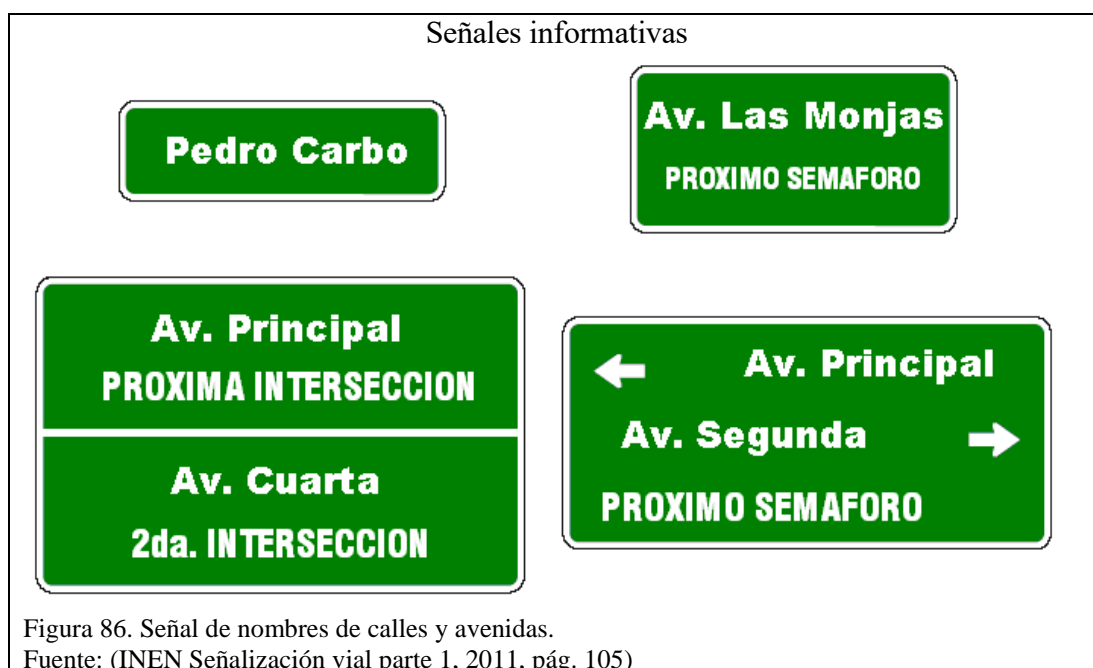 Señales informativas
Pedro Carbo
Av. Las Monjas
PROXIMO SEMAFORO
Av. Principal
PROXIMA INTERSECCION
Av. Cuarta
2da. INTERSECCION
Av. Principal
Av. Segunda
PROXIMO SEMAFORO
Figura 86. Señal de nombres de calles y avenidas.
Fuente: (INEN Señalización vial parte 1, 2011, pág. 105)